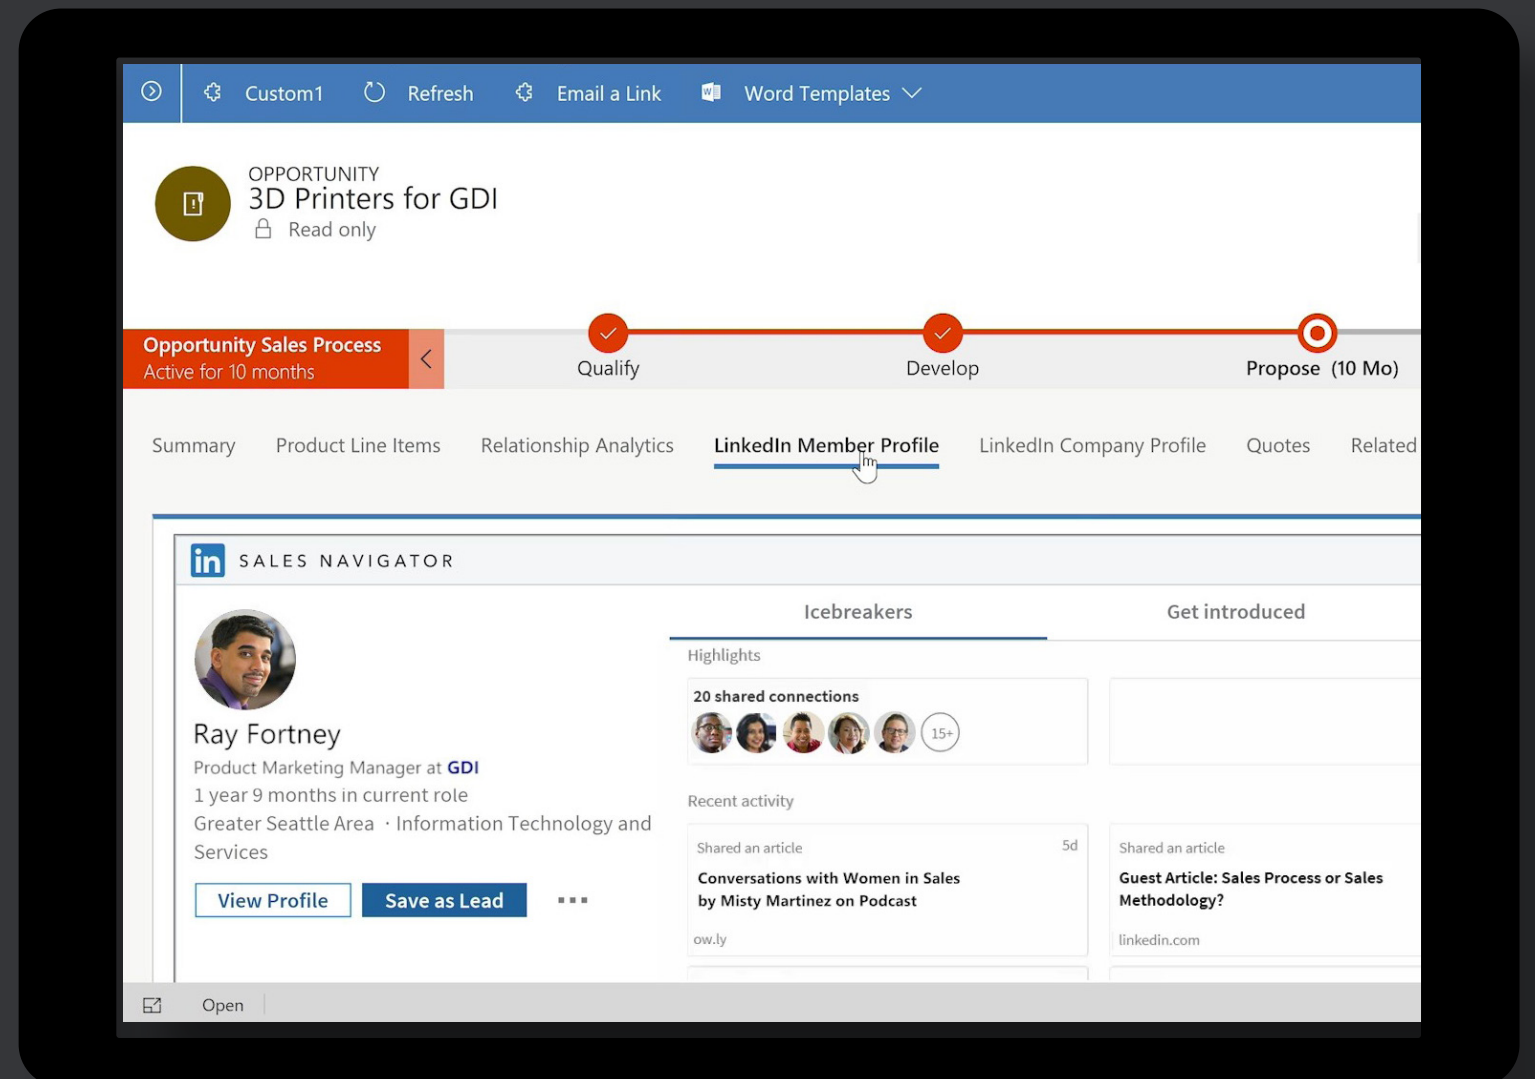 Custom1 Refresh Email a Link Word Templates
OPPORTUNITY
3D Printers for GDI
Read only
Opportunity Sales Process
Active for 10 months
Qualify
Develop
Propose (10 Mo)
Summary Product Line Items Relationship Analytics LinkedIn Member Profile LinkedIn Company Profile Quotes Related
in SALES NAVIGATOR
Ray Fortney
Product Marketing Manager at GDI
1 year 9 months in current role
Greater Seattle Area · Information Technology and
Services
View Profile Save as Lead
Icebreakers Get introduced
Highlights
20 shared connections
15+
Recent activity
Shared an article 5d
Conversations with Women in Sales
by Misty Martinez on Podcast
ow.ly
Shared an article
Guest Article: Sales Process or Sales
Methodology?
linkedin.com
Open